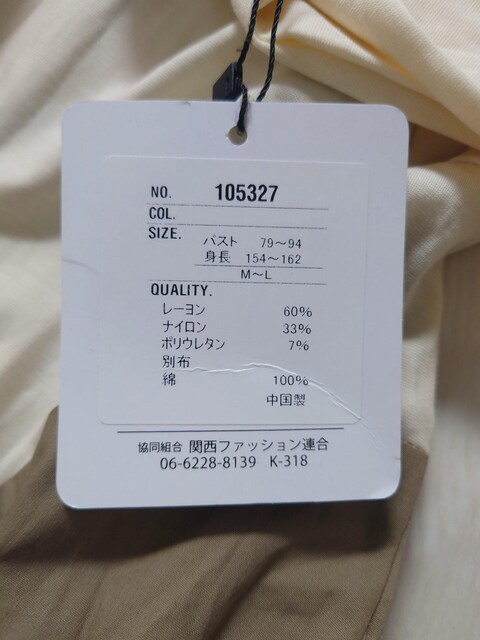 NO. 105327
COL.
SIZE.
バスト 79～94
身長 154～162
M～L
QUALITY.
レーヨン 60%
ナイロン 33%
ポリウレタン 7%
別布
綿 100%
中国製
協同組合 関西ファッション連合
06-6228-8139 K-318